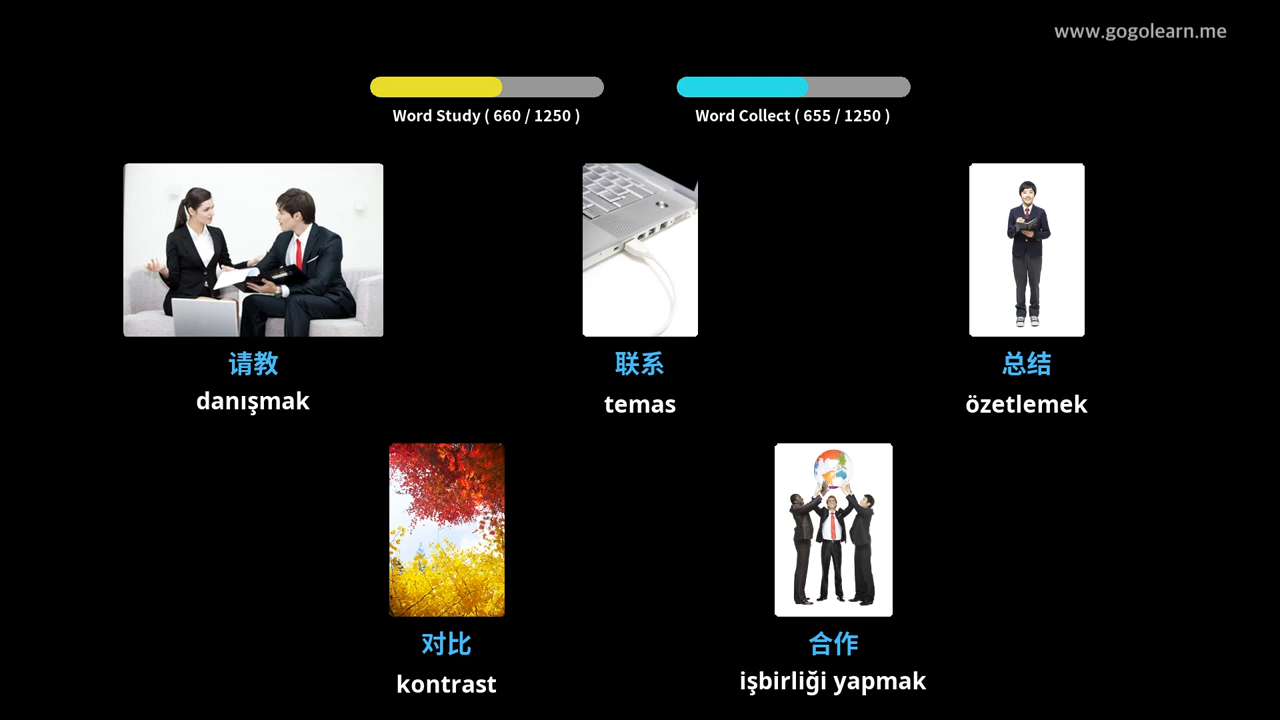 www.gogolearn.me
Word Study ( 660 / 1250 )
Word Collect ( 655 / 1250 )
请教
danışmak
联系
temas
总结
özetlemek
对比
kontrast
合作
işbirliği yapmak